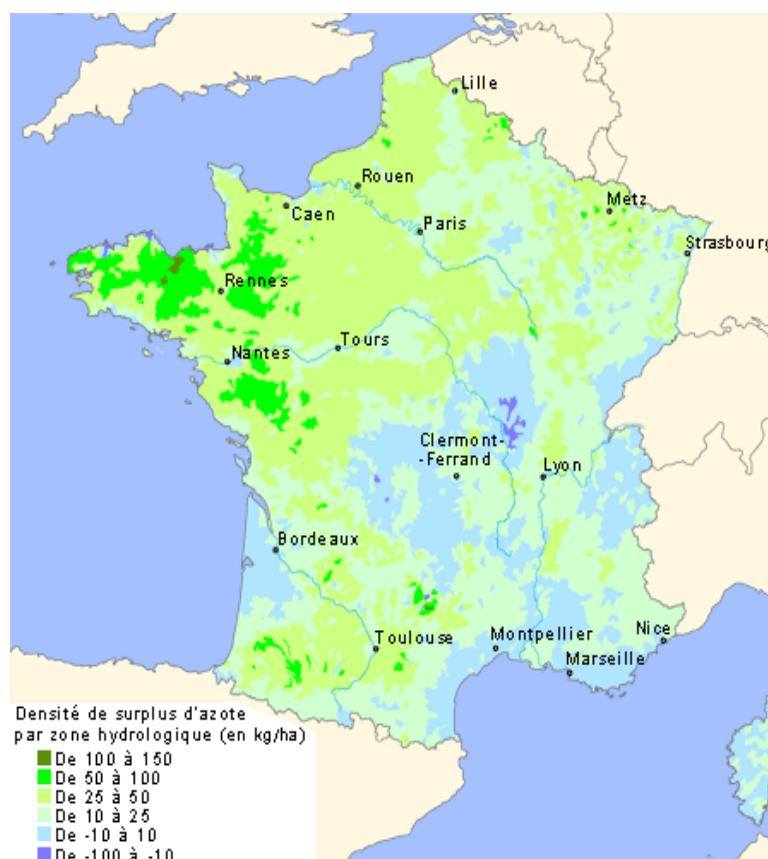 Lille
Rouen
Metz
Caen
Paris
Strasbourg
Rennes
Tours
Nantes
Clermont-
-Ferrand
Lyon
Bordeaux
Nice
Toulouse
Montpellier
Marseille
Densité de surplus d'azote
par zone hydrologique (en kg/ha)
De 100 à 150
De 50 à 100
De 25 à 50
De 10 à 25
De -10 à 10
De -100 à -10